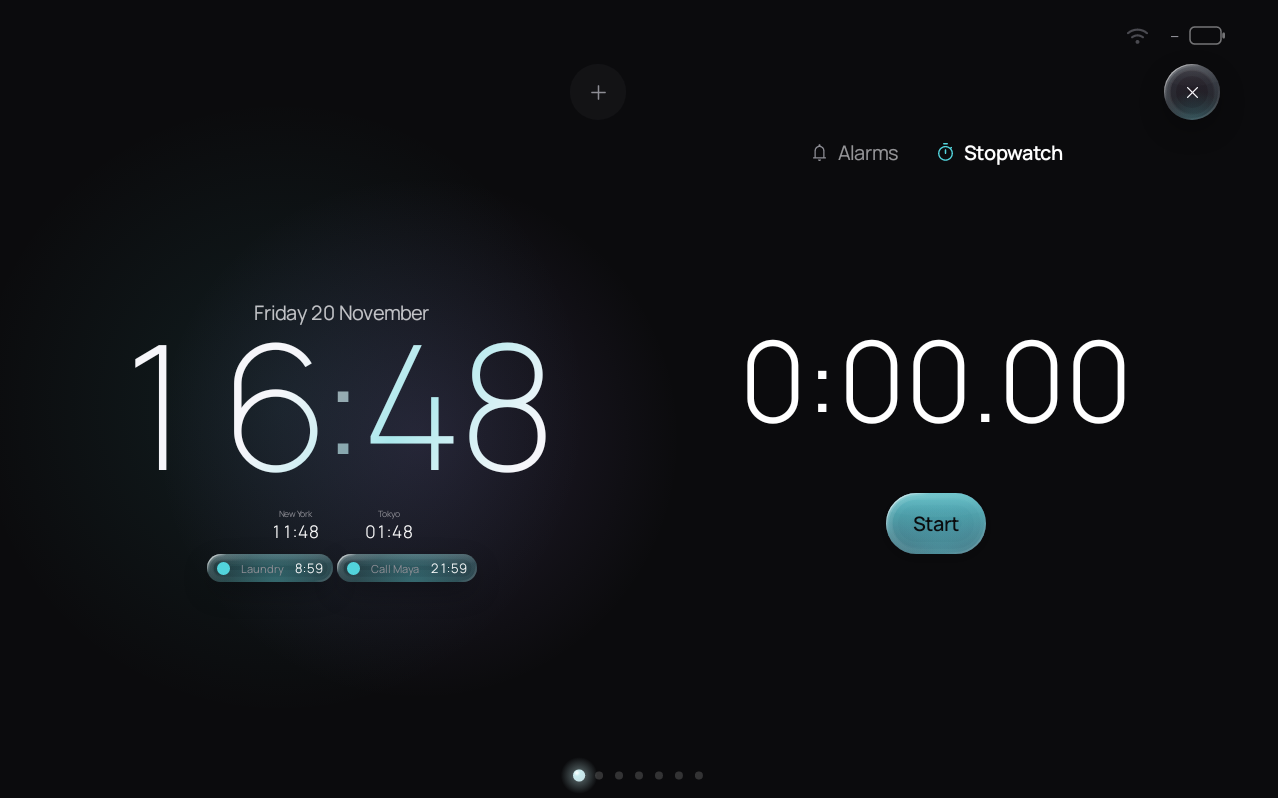 Alarms
Stopwatch
Friday 20 November
16:48
New York
11:48
Tokyo
01:48
Laundry 8:59
Call Maya 21:59
0:00.00
Start